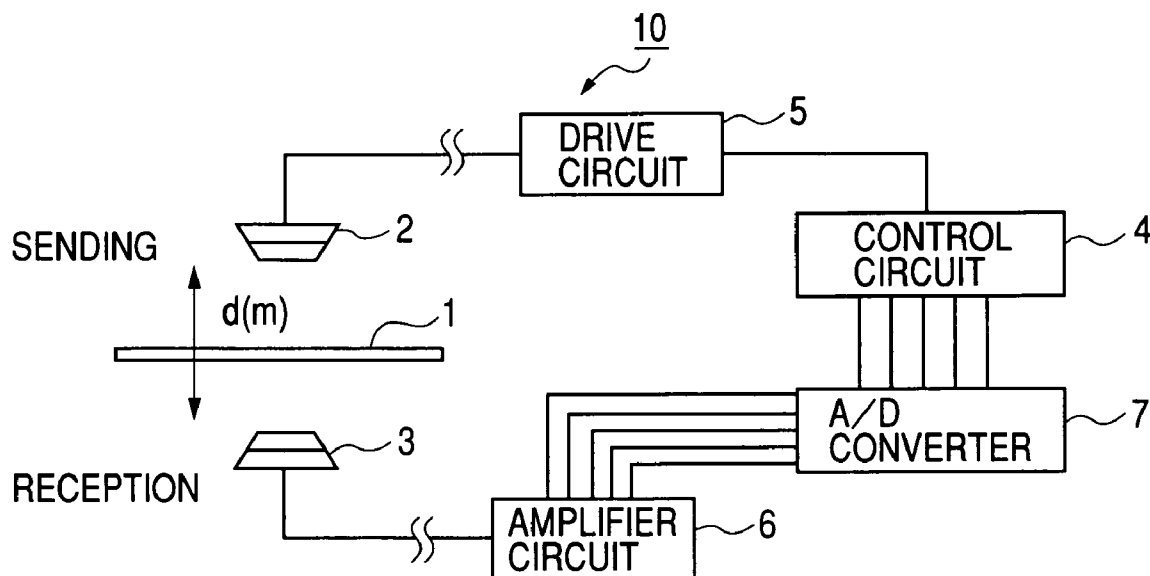 10
5
DRIVE
CIRCUIT
2
SENDING
4
CONTROL
CIRCUIT
d(m)
1
7
A/D
CONVERTER
3
RECEPTION
6
AMPLIFIER
CIRCUIT